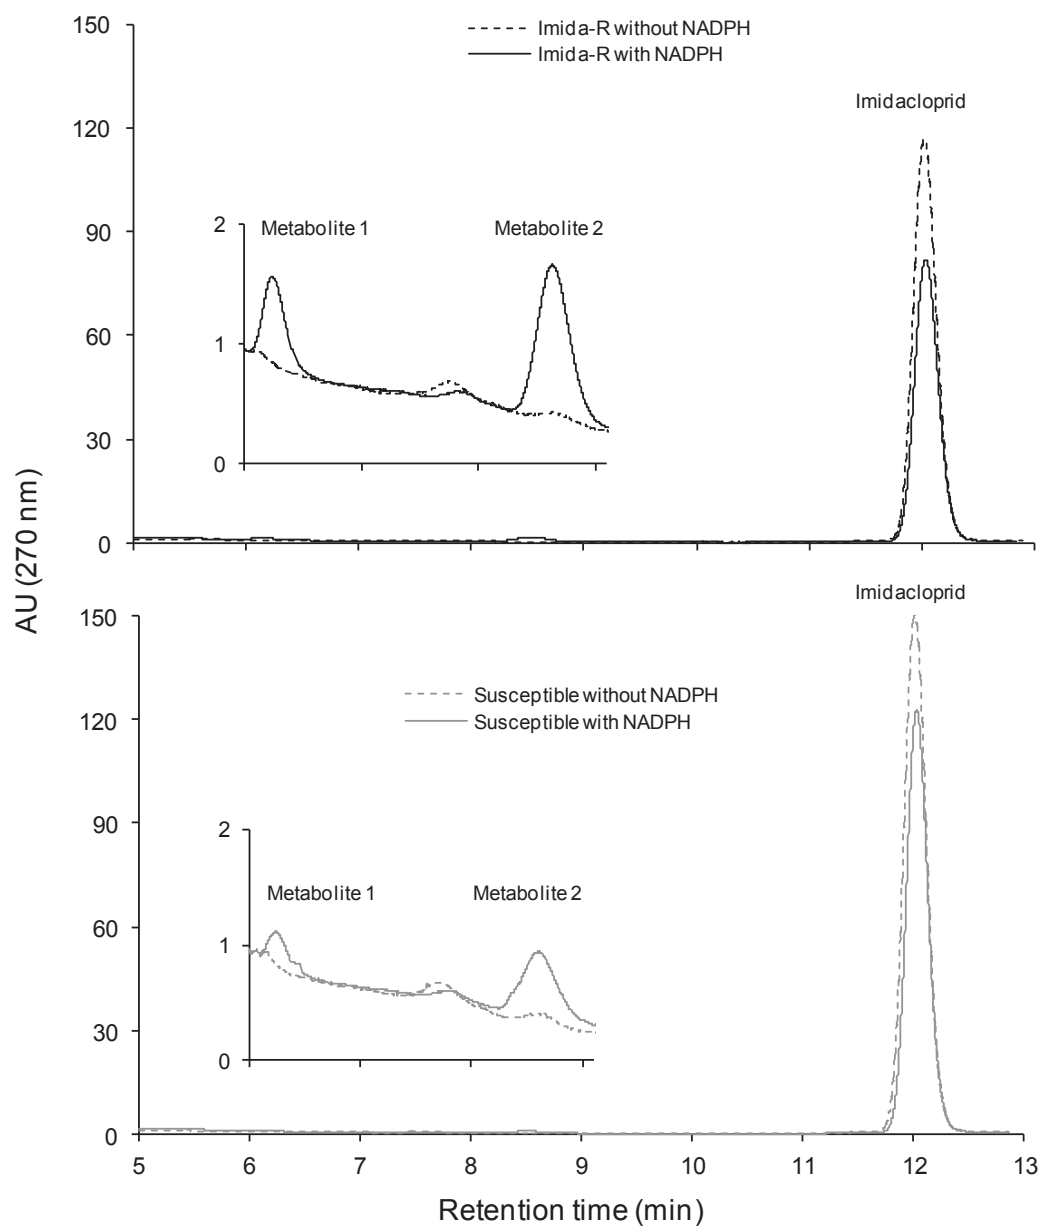 150
120
90
60
30
0
Imida-R without NADPH
Imida-R with NADPH
Imidacloprid
2
1
0
Metabolite 1
Metabolite 2
AU (270 nm)
Imidacloprid
150
120
90
60
30
0
Susceptible without NADPH
Susceptible with NADPH
2
1
0
Metabolite 1
Metabolite 2
5 6 7 8 9 10 11 12 13
Retention time (min)